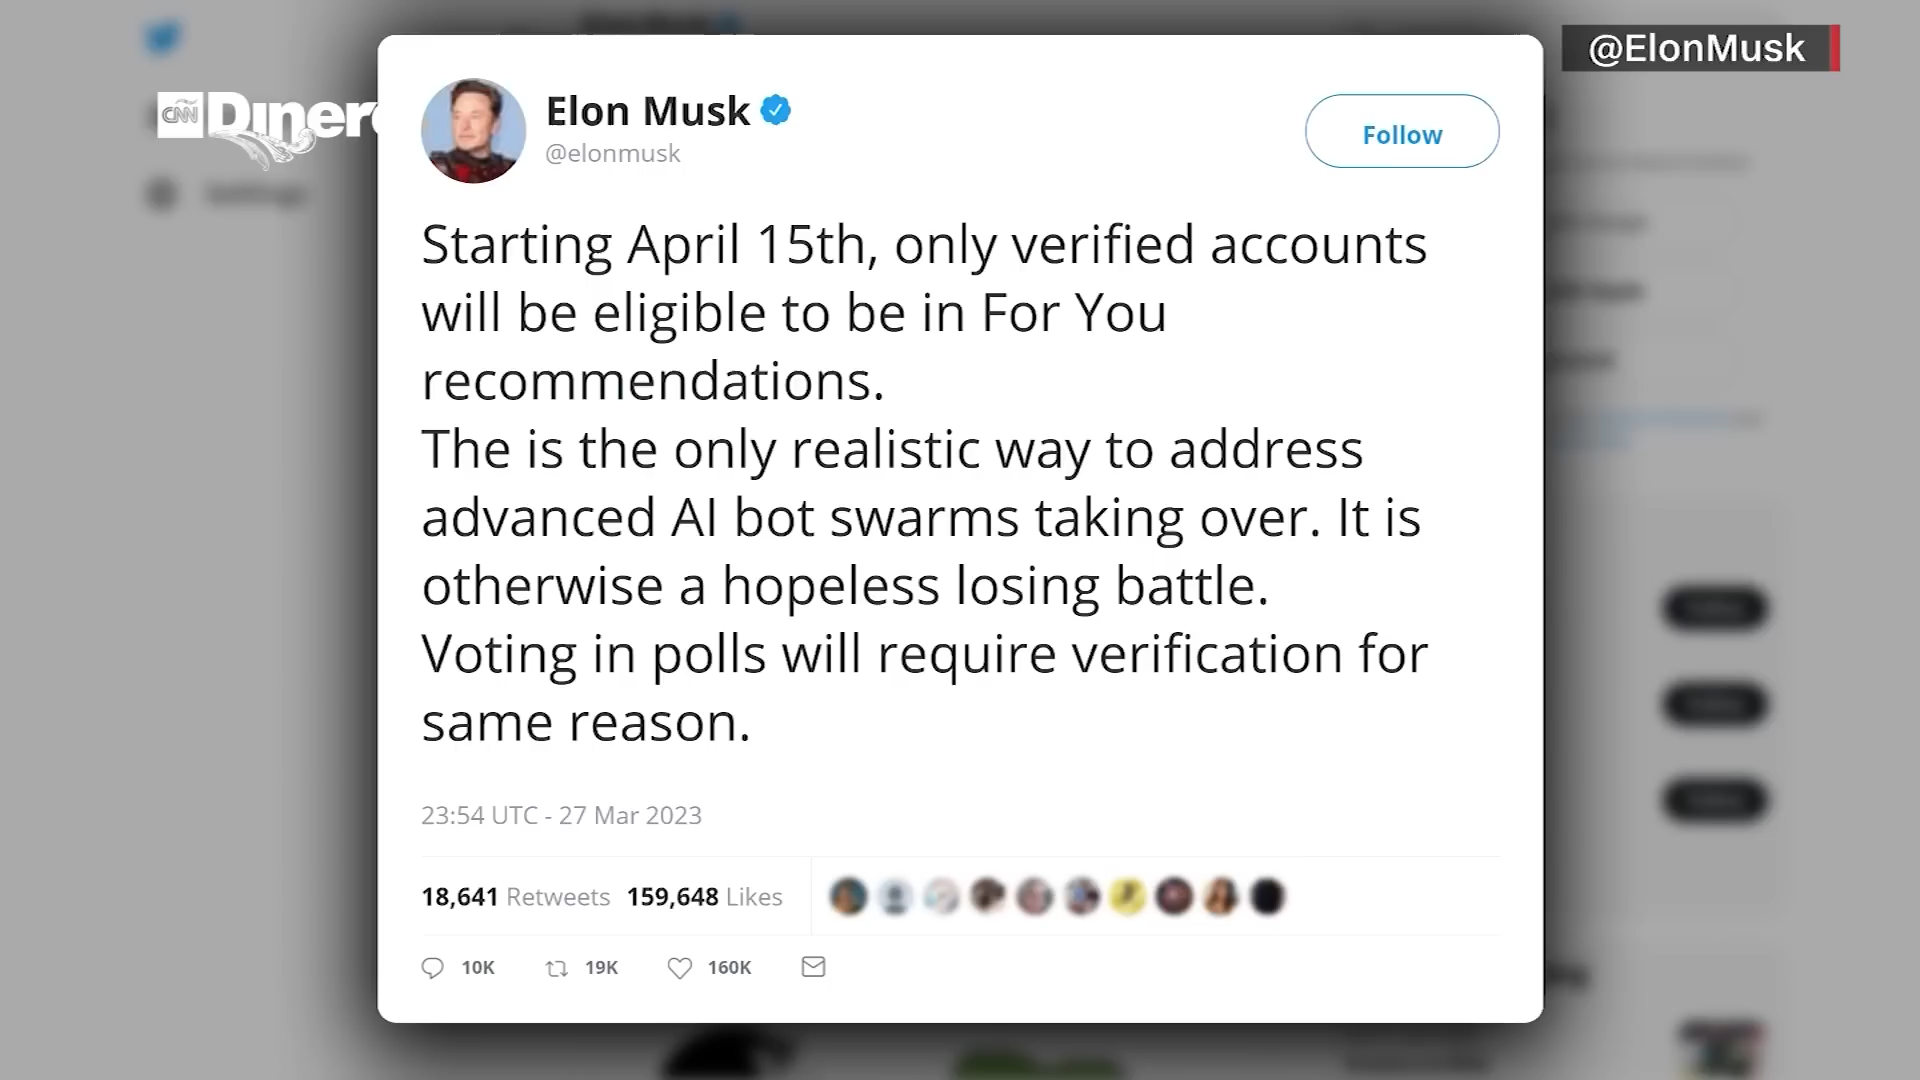 @ElonMusk
CNN Dinero
Elon Musk
@elonmusk
Follow
Starting April 15th, only verified accounts
will be eligible to be in For You
recommendations.
The is the only realistic way to address
advanced AI bot swarms taking over. It is
otherwise a hopeless losing battle.
Voting in polls will require verification for
same reason.
23:54 UTC - 27 Mar 2023
18,641 Retweets 159,648 Likes
10K 19K 160K
Settings